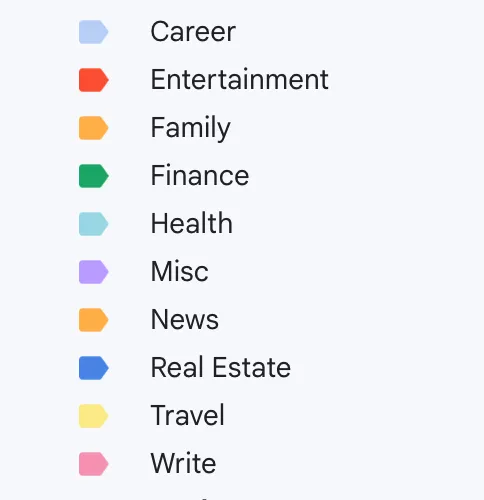 Career
Entertainment
Family
Finance
Health
Misc
News
Real Estate
Travel
Write